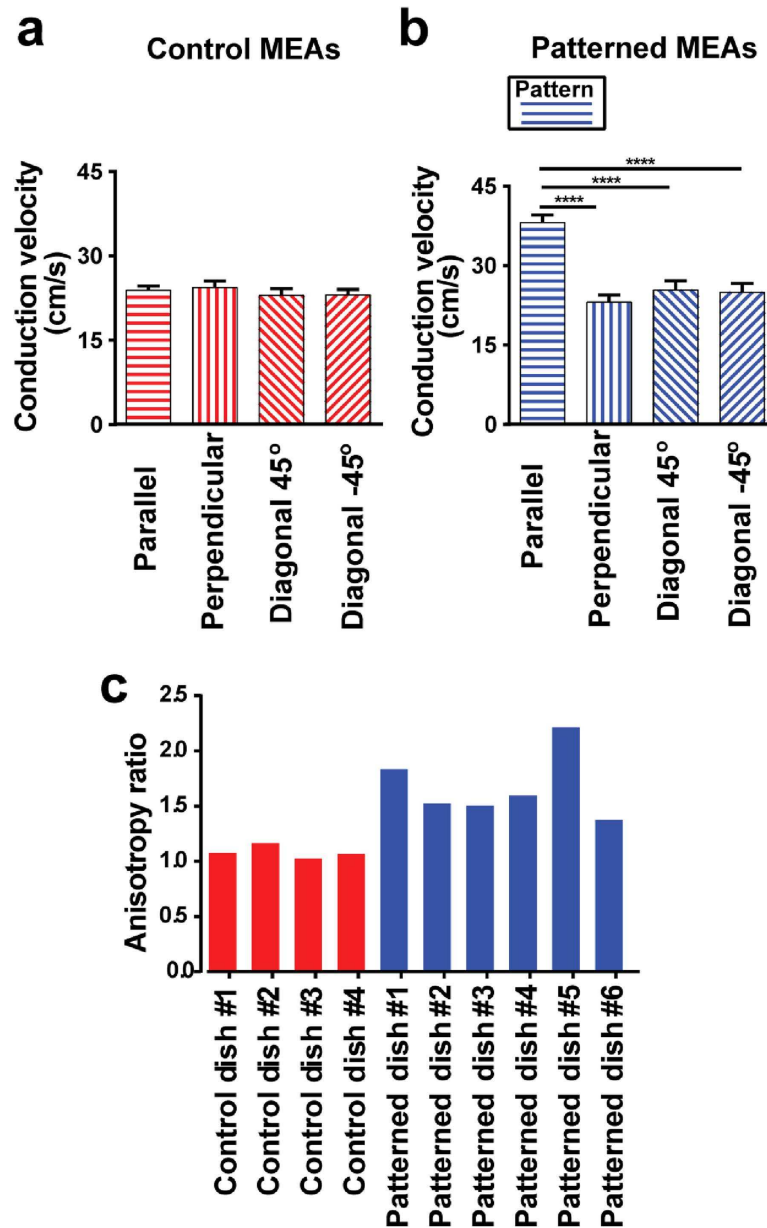 a
Control MEAs
b
Patterned MEAs
Pattern
Conduction velocity
(cm/s)
45
30
15
0
Parallel
Perpendicular
Diagonal 45°
Diagonal -45°
Conduction velocity
(cm/s)
45
30
15
0
****
****
****
Parallel
Perpendicular
Diagonal 45°
Diagonal -45°
c
Anisotropy ratio
2.5
2.0
1.5
1.0
0.5
0.0
Control dish #1
Control dish #2
Control dish #3
Control dish #4
Patterned dish #1
Patterned dish #2
Patterned dish #3
Patterned dish #4
Patterned dish #5
Patterned dish #6